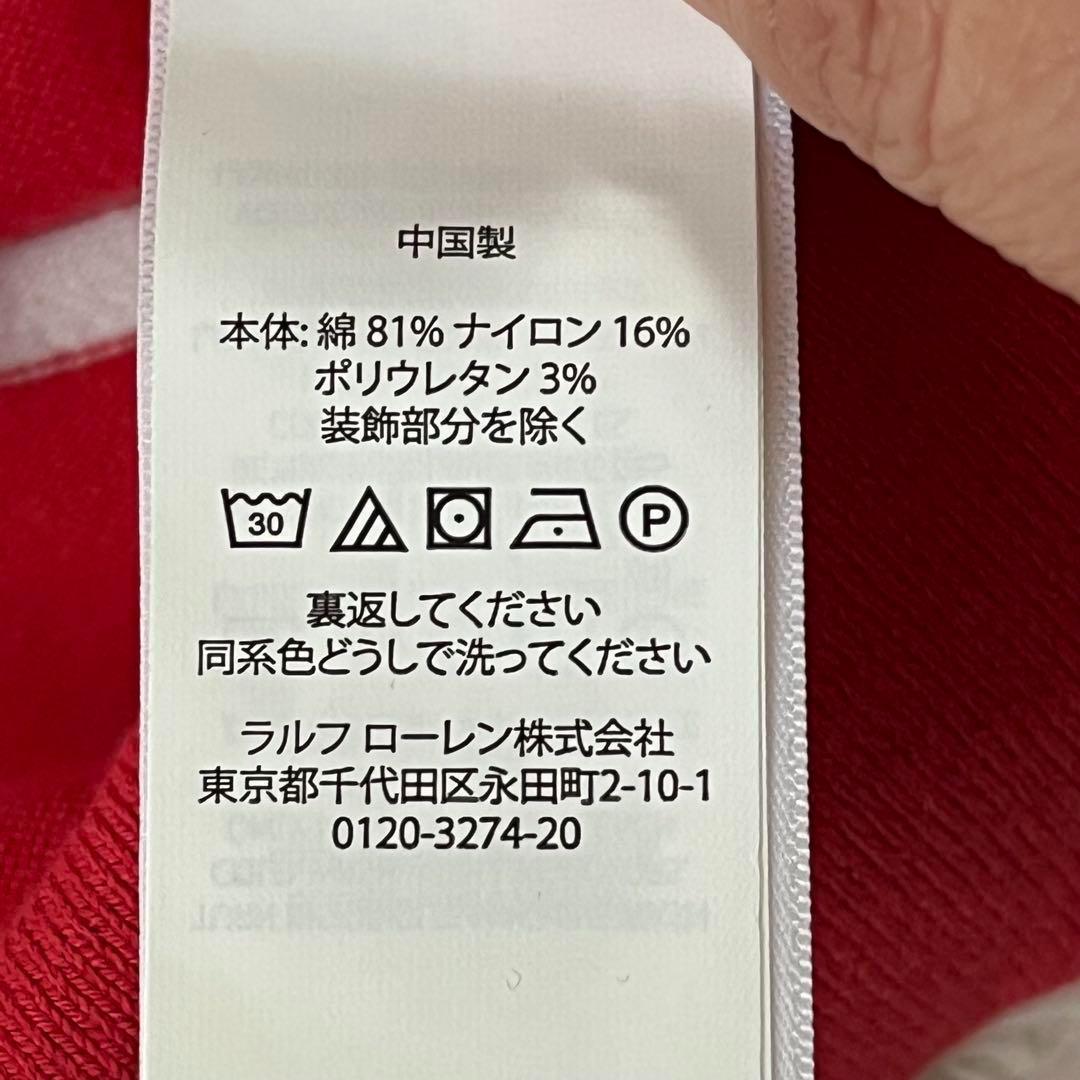 中国製
本体: 綿 81% ナイロン 16%
ポリウレタン 3%
装飾部分を除く
30 P
裏返してください
同系色どうしで洗ってください
ラルフ ローレン株式会社
東京都千代田区永田町2-10-1
0120-3274-20